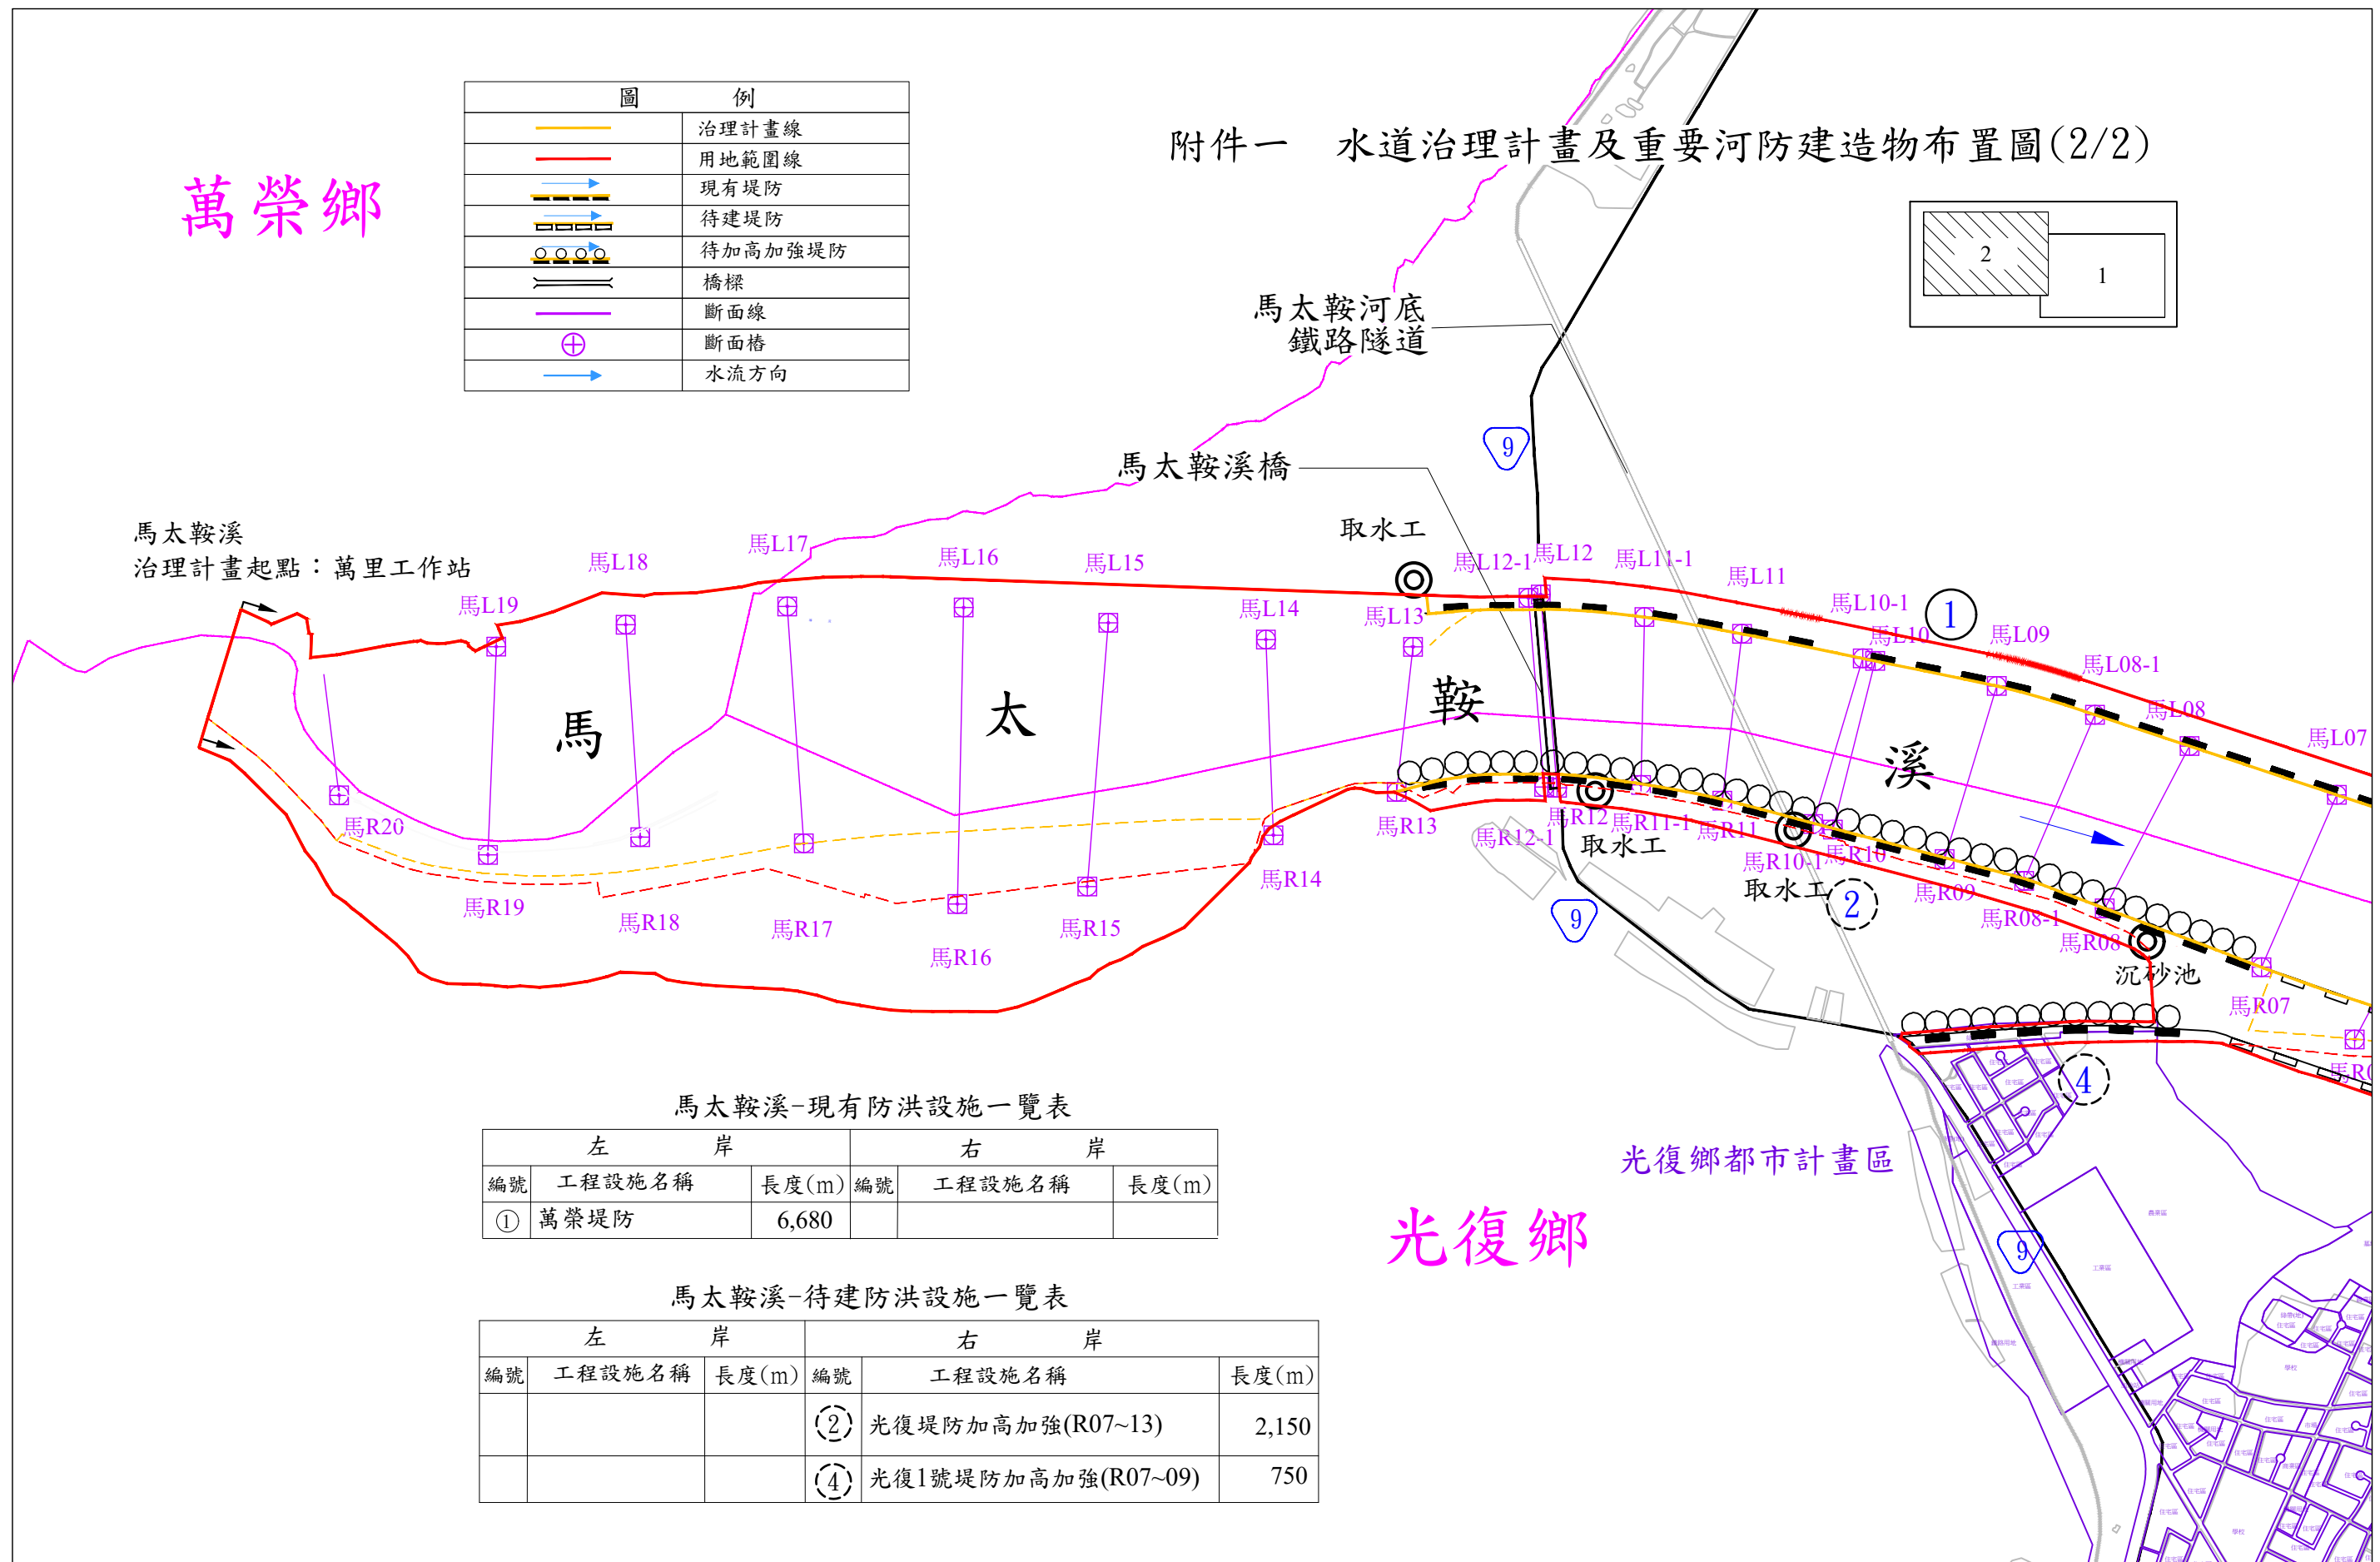 附件一　水道治理計畫及重要河防建造物布置圖(2/2)
圖　例
治理計畫線
用地範圍線
現有堤防
待建堤防
待加高加強堤防
橋樑
斷面線
斷面樁
水流方向
萬榮鄉
2
1
馬太鞍河底
鐵路隧道
9
馬太鞍溪橋
取水工
馬太鞍溪
治理計畫起點：萬里工作站
馬L19
馬L18
馬L17
馬L16
馬L15
馬L14
馬L13
馬L12-1
馬L12
馬L11-1
馬L11
馬L10-1
馬L10
1
馬L09
馬L08-1
馬L08
馬L07
馬
太
鞍
溪
馬R20
馬R19
馬R18
馬R17
馬R16
馬R15
馬R14
馬R13
馬R12-1
馬R12
馬R11-1
馬R11
馬R10-1
馬R10
馬R09
馬R08-1
馬R08
馬R07
取水工
取水工
2
9
沉砂池
4
光復鄉都市計畫區
光復鄉
9
馬太鞍溪-現有防洪設施一覽表
左　岸　右　岸
編號　工程設施名稱　長度(m)　編號　工程設施名稱　長度(m)
①　萬榮堤防　6,680
馬太鞍溪-待建防洪設施一覽表
左　岸　右　岸
編號　工程設施名稱　長度(m)　編號　工程設施名稱　長度(m)
2　光復堤防加高加強(R07~13)　2,150
4　光復1號堤防加高加強(R07~09)　750
農業區
工業區
工業區
住宅區
住宅區
學校
學校